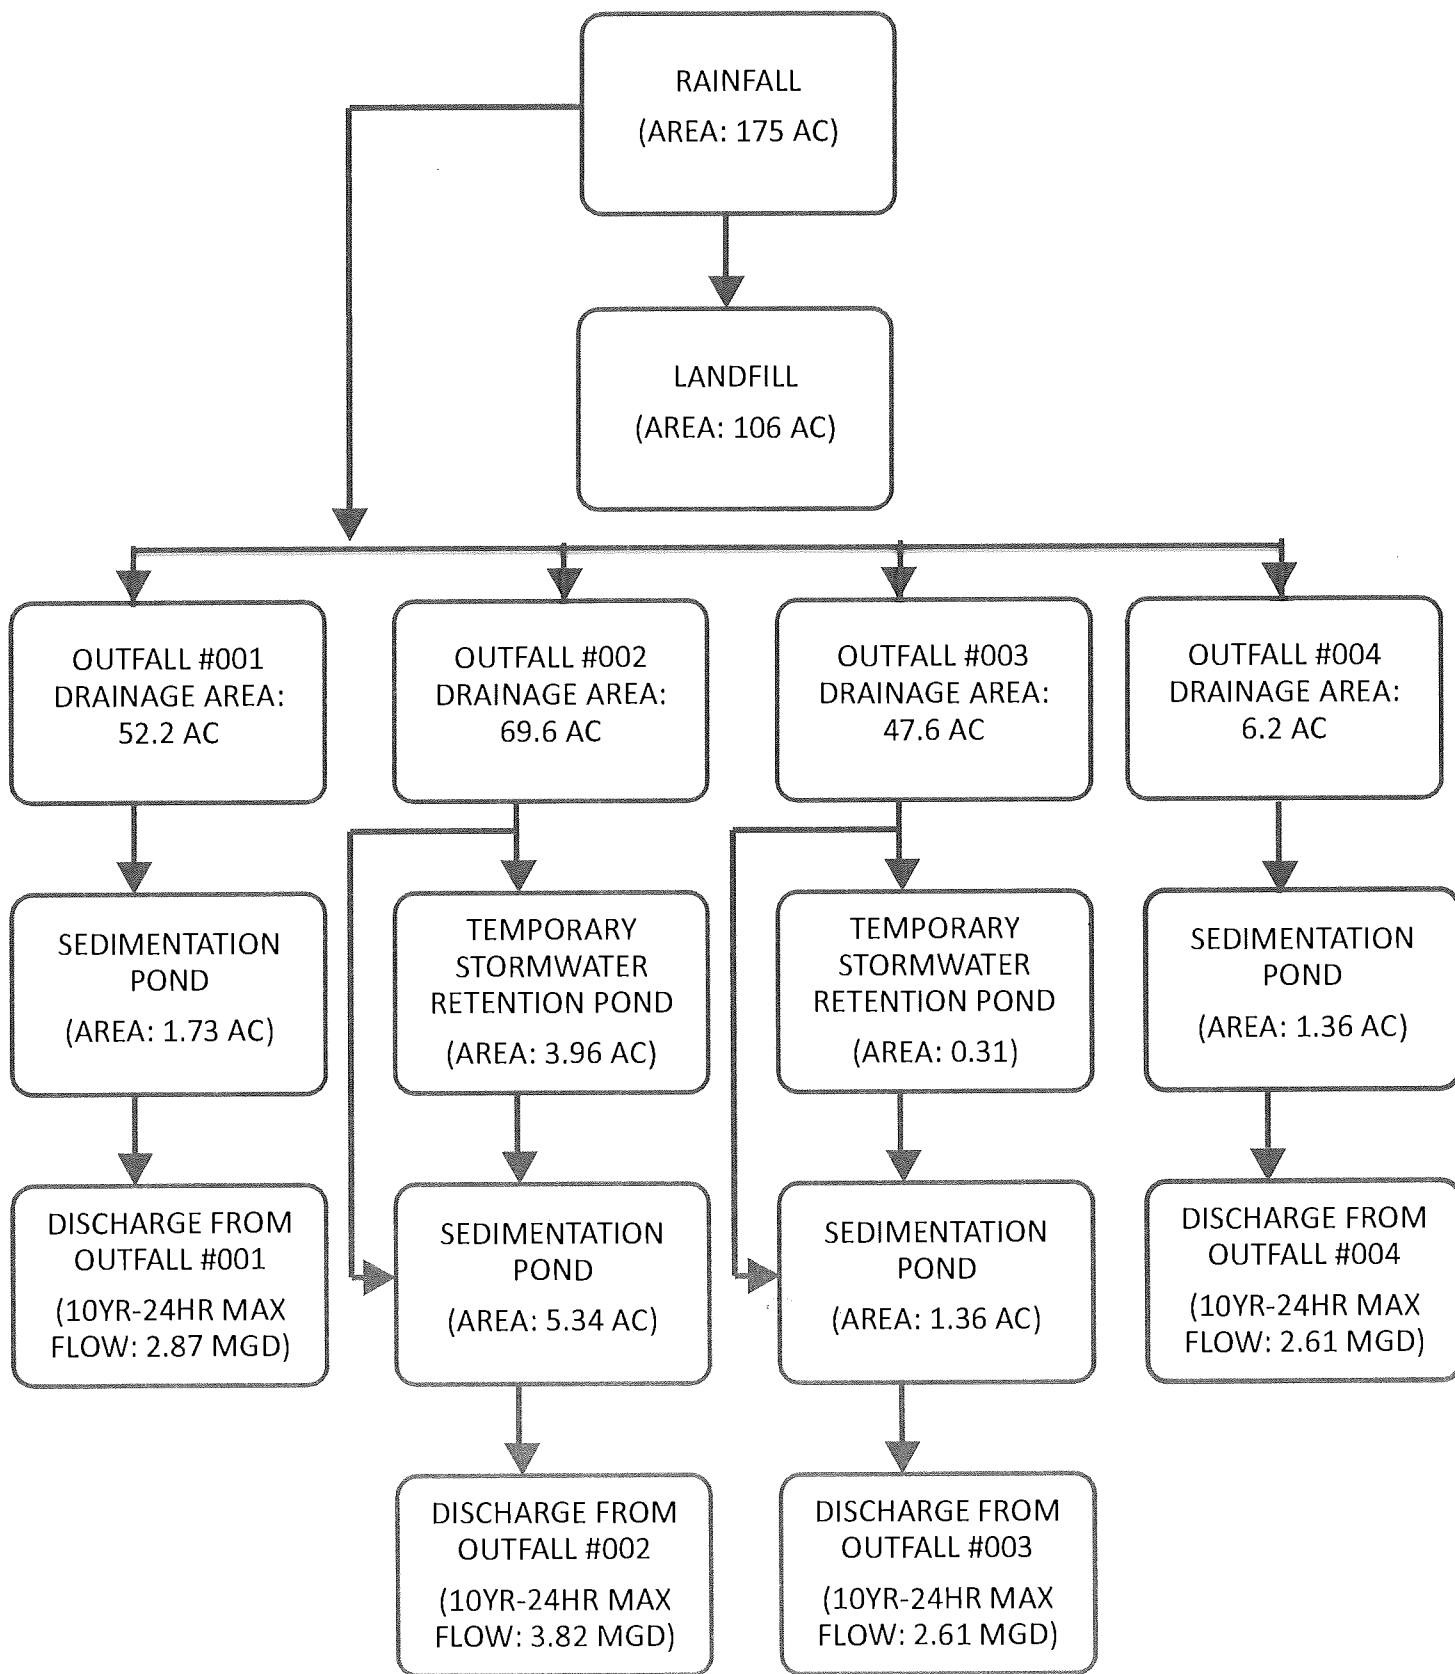 RAINFALL
(AREA: 175 AC)
LANDFILL
(AREA: 106 AC)
OUTFALL #001
DRAINAGE AREA:
52.2 AC
OUTFALL #002
DRAINAGE AREA:
69.6 AC
OUTFALL #003
DRAINAGE AREA:
47.6 AC
OUTFALL #004
DRAINAGE AREA:
6.2 AC
SEDIMENTATION
POND
(AREA: 1.73 AC)
TEMPORARY
STORMWATER
RETENTION POND
(AREA: 3.96 AC)
TEMPORARY
STORMWATER
RETENTION POND
(AREA: 0.31)
SEDIMENTATION
POND
(AREA: 1.36 AC)
DISCHARGE FROM
OUTFALL #001
(10YR-24HR MAX
FLOW: 2.87 MGD)
SEDIMENTATION
POND
(AREA: 5.34 AC)
SEDIMENTATION
POND
(AREA: 1.36 AC)
DISCHARGE FROM
OUTFALL #004
(10YR-24HR MAX
FLOW: 2.61 MGD)
DISCHARGE FROM
OUTFALL #002
(10YR-24HR MAX
FLOW: 3.82 MGD)
DISCHARGE FROM
OUTFALL #003
(10YR-24HR MAX
FLOW: 2.61 MGD)